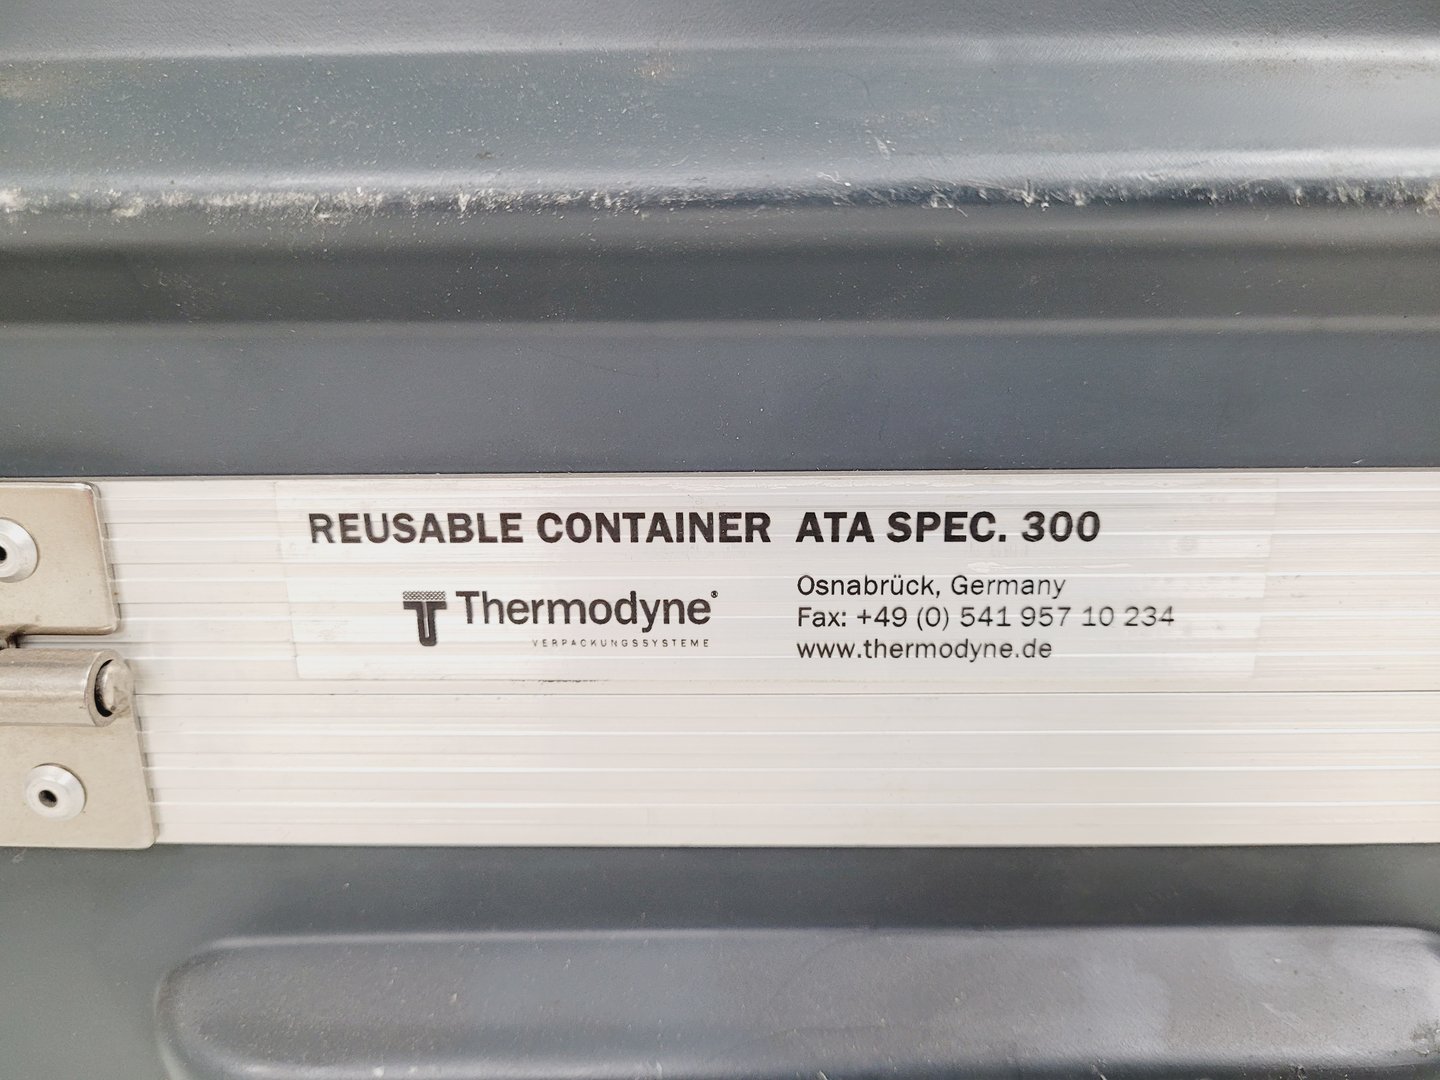 REUSABLE CONTAINER ATA SPEC. 300
Thermodyne®
VERPACKUNGSSYSTEME
Osnabrück, Germany
Fax: +49 (0) 541 957 10 234
www.thermodyne.de